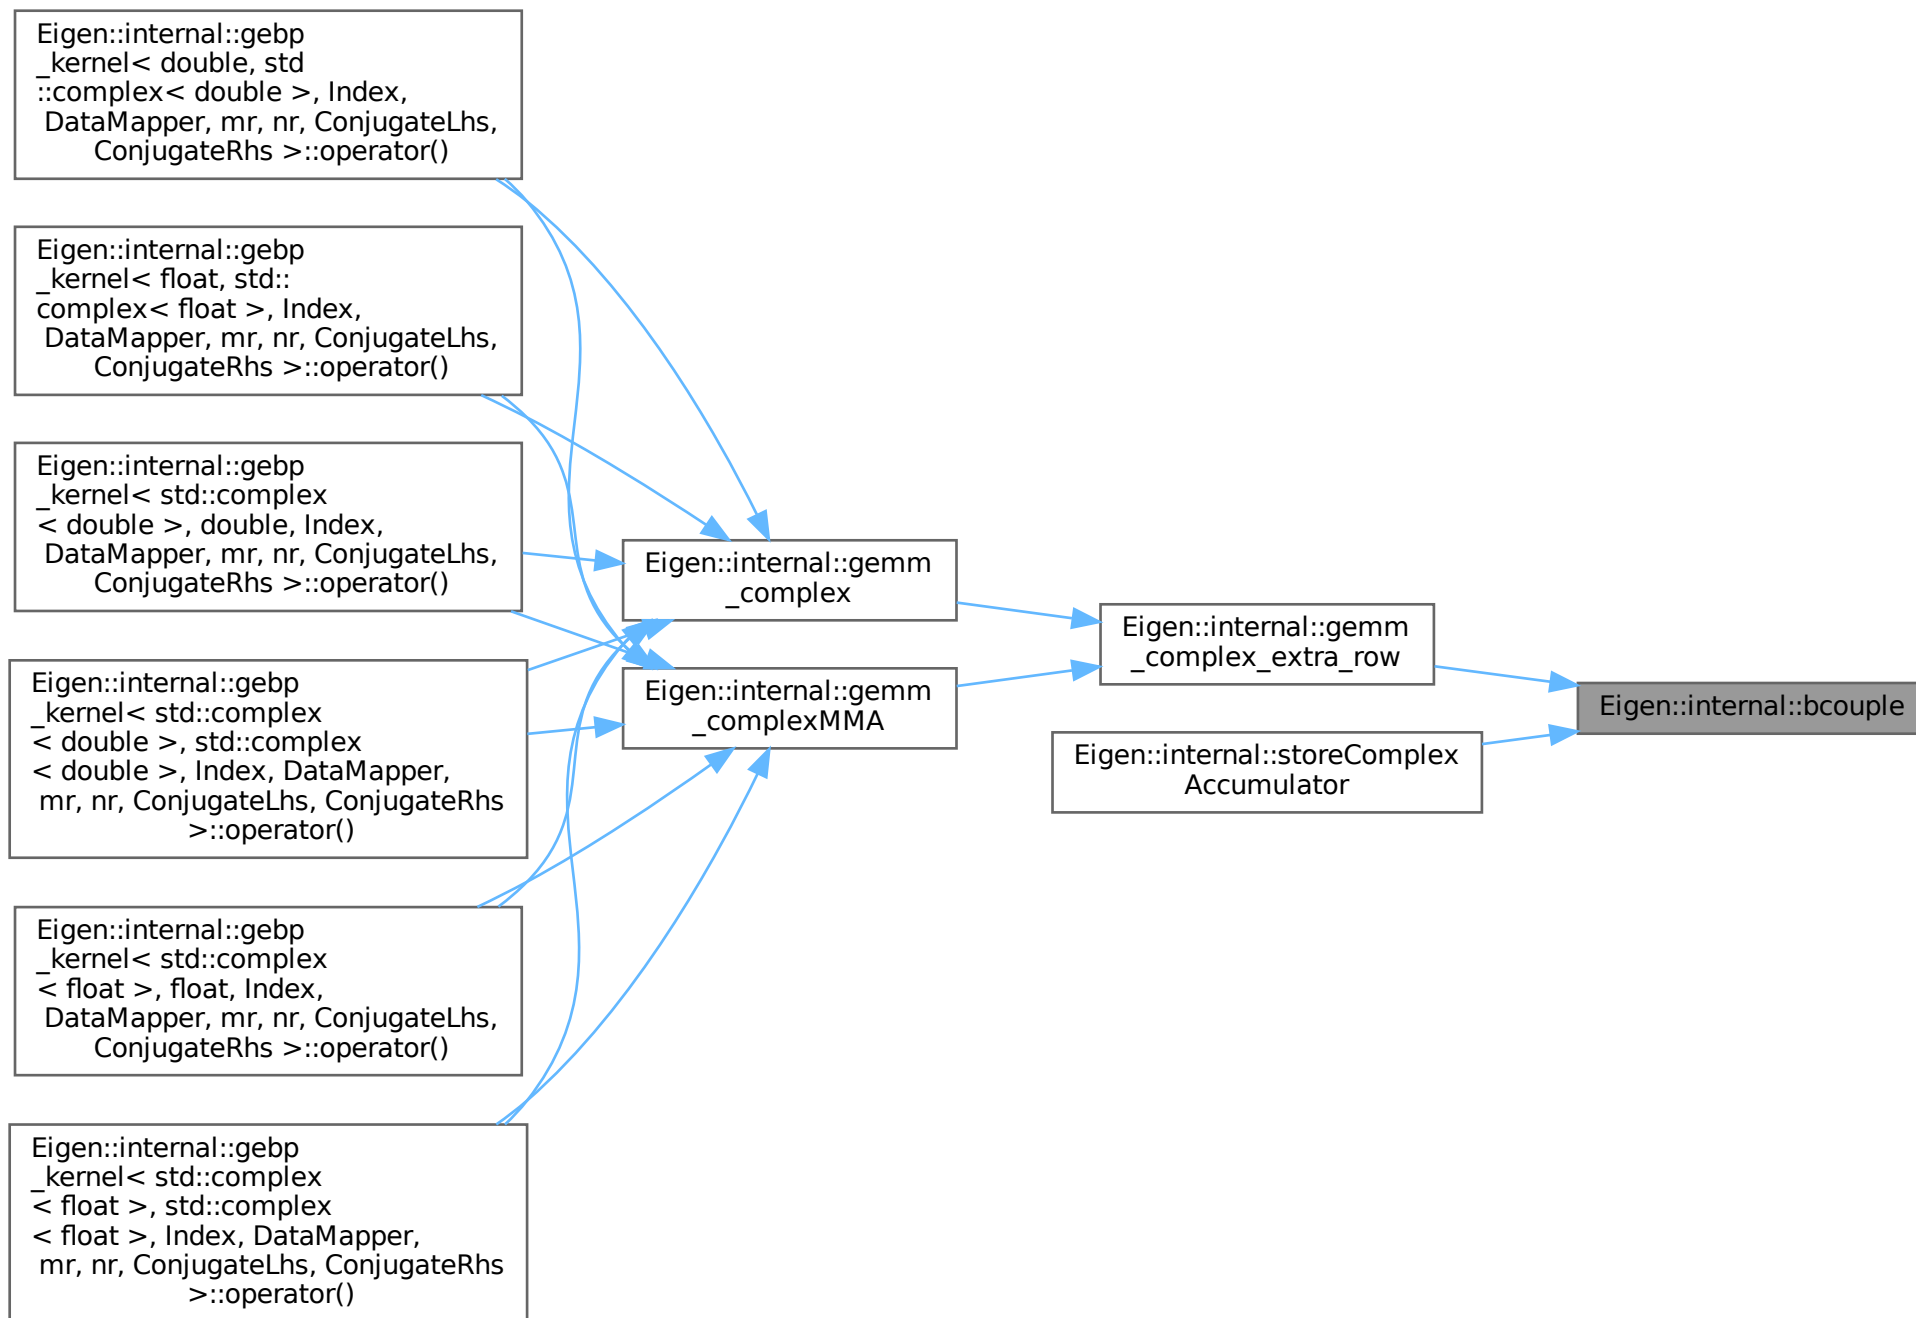 Eigen::internal::gebp
_kernel< double, std
::complex< double >, Index,
DataMapper, mr, nr, ConjugateLhs,
ConjugateRhs >::operator()
Eigen::internal::gebp
_kernel< float, std::
complex< float >, Index,
DataMapper, mr, nr, ConjugateLhs,
ConjugateRhs >::operator()
Eigen::internal::gebp
_kernel< std::complex
< double >, double, Index,
DataMapper, mr, nr, ConjugateLhs,
ConjugateRhs >::operator()
Eigen::internal::gebp
_kernel< std::complex
< double >, std::complex
< double >, Index, DataMapper,
mr, nr, ConjugateLhs, ConjugateRhs
>::operator()
Eigen::internal::gebp
_kernel< std::complex
< float >, float, Index,
DataMapper, mr, nr, ConjugateLhs,
ConjugateRhs >::operator()
Eigen::internal::gebp
_kernel< std::complex
< float >, std::complex
< float >, Index, DataMapper,
mr, nr, ConjugateLhs, ConjugateRhs
>::operator()
Eigen::internal::gemm
_complex
Eigen::internal::gemm
_complexMMA
Eigen::internal::gemm
_complex_extra_row
Eigen::internal::storeComplex
Accumulator
Eigen::internal::bcouple